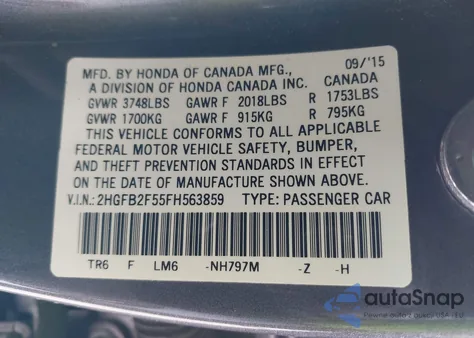 09/'15
MFD. BY HONDA OF CANADA MFG., CANADA
A DIVISION OF HONDA CANADA INC.
GVWR 3748LBS GAWR F 2018LBS R 1753LBS
GVWR 1700KG GAWR F 915KG R 795KG
THIS VEHICLE CONFORMS TO ALL APPLICABLE
FEDERAL MOTOR VEHICLE SAFETY, BUMPER,
AND THEFT PREVENTION STANDARDS IN EFFECT
ON THE DATE OF MANUFACTURE SHOWN ABOVE.
V.I.N.: 2HGFB2F55FH563859 TYPE: PASSENGER CAR
TR6 F LM6 -NH797M -Z -H
autoSnap